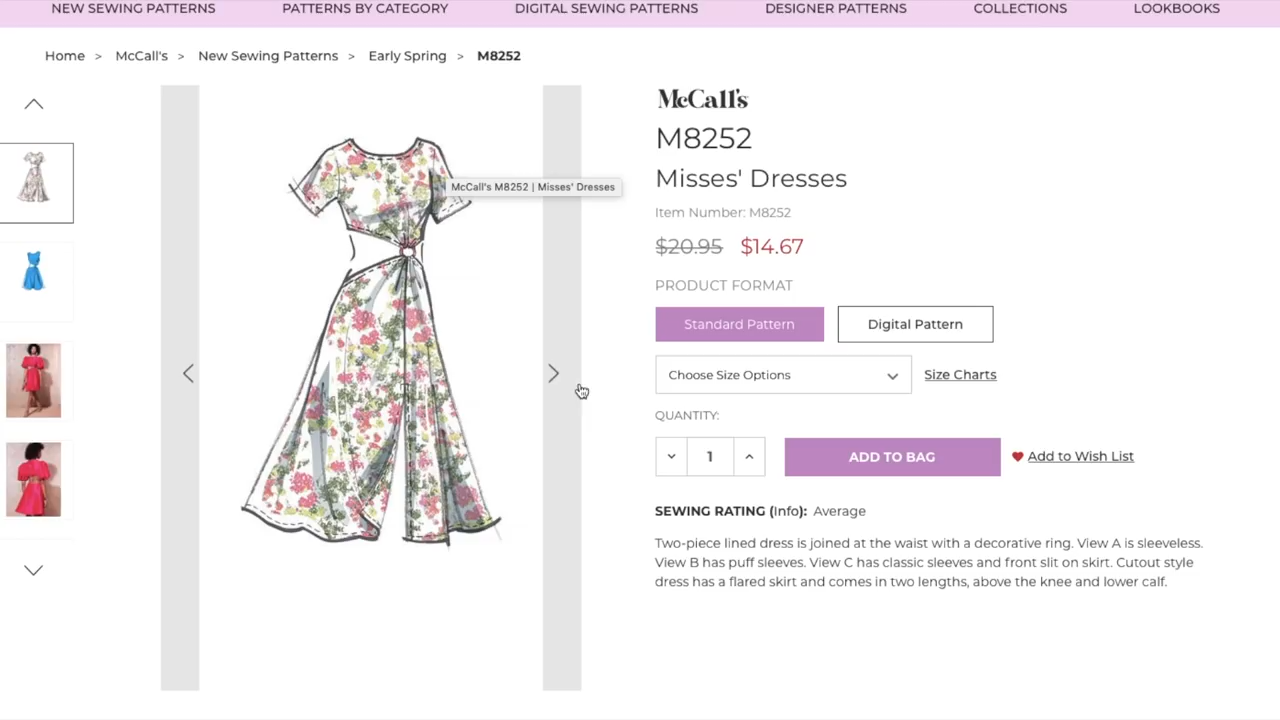 NEW SEWING PATTERNS PATTERNS BY CATEGORY DIGITAL SEWING PATTERNS DESIGNER PATTERNS COLLECTIONS LOOKBOOKS
Home > McCall's > New Sewing Patterns > Early Spring > M8252
McCall's
M8252
Misses' Dresses
McCall's M8252 | Misses' Dresses
Item Number: M8252
$20.95 $14.67
PRODUCT FORMAT
Standard Pattern Digital Pattern
Choose Size Options Size Charts
QUANTITY:
1 ADD TO BAG Add to Wish List
SEWING RATING (Info): Average
Two-piece lined dress is joined at the waist with a decorative ring. View A is sleeveless.
View B has puff sleeves. View C has classic sleeves and front slit on skirt. Cutout style
dress has a flared skirt and comes in two lengths, above the knee and lower calf.